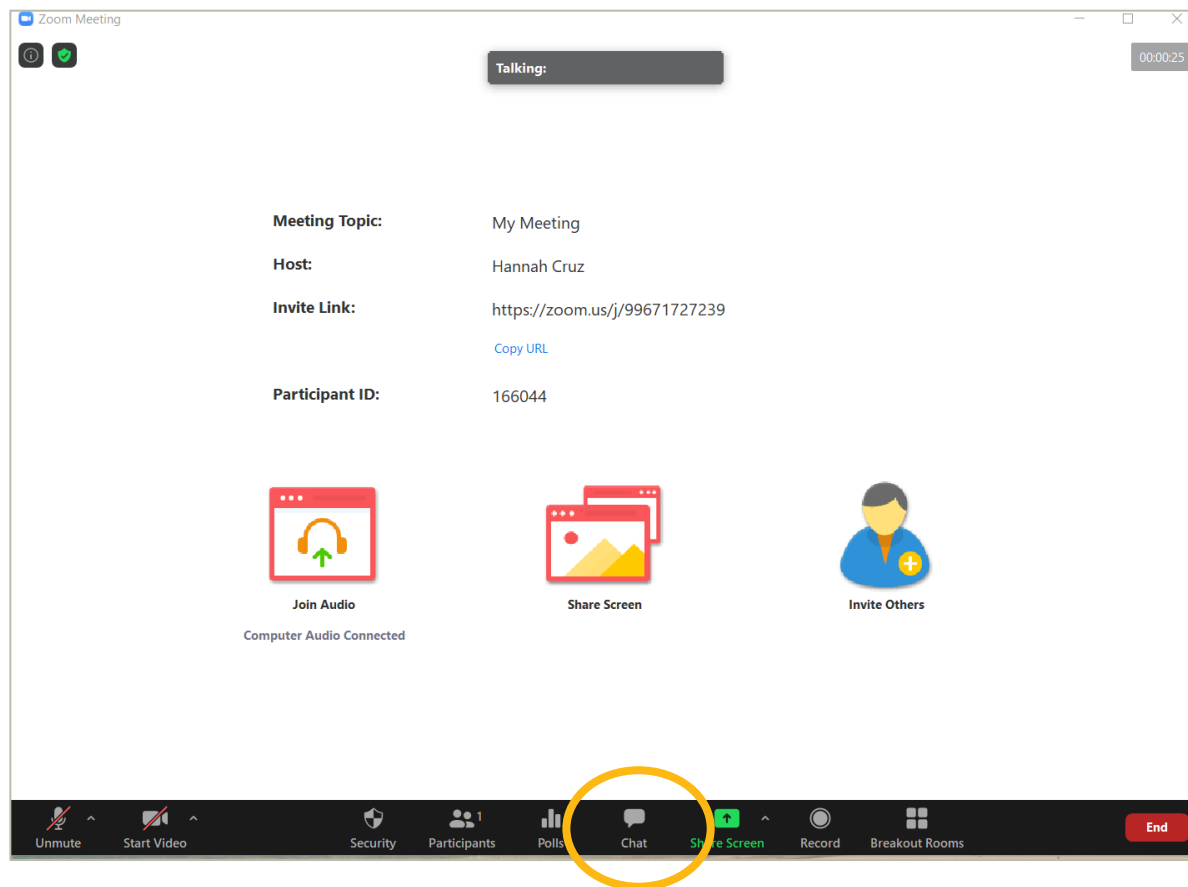 Zoom Meeting
Talking:
00:00:25
Meeting Topic: My Meeting
Host: Hannah Cruz
Invite Link: https://zoom.us/j/99671727239
Copy URL
Participant ID: 166044
Join Audio Share Screen Invite Others
Computer Audio Connected
1
Unmute Start Video Security Participants Polls Chat Share Screen Record Breakout Rooms End